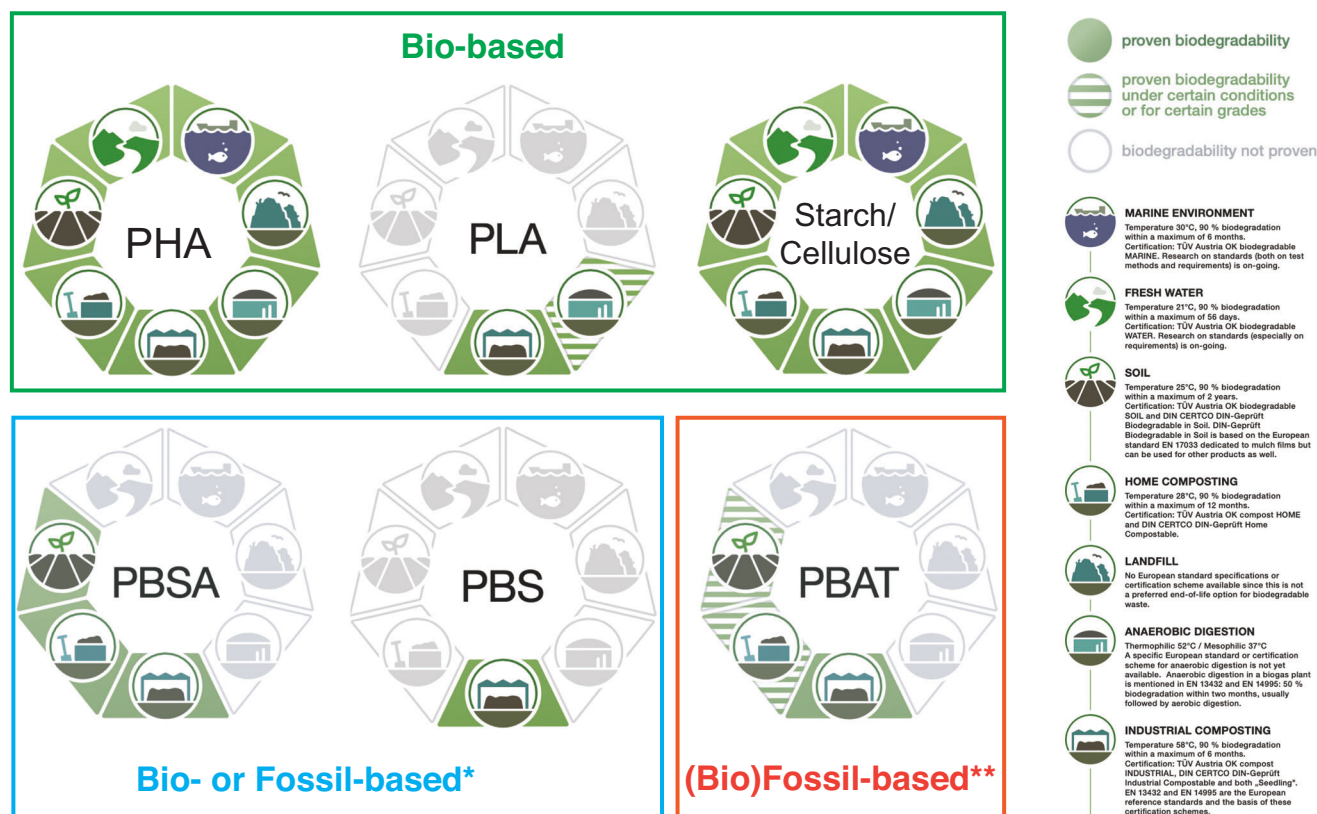 Bio-based
PHA
PLA
Starch/
Cellulose
PBSA
PBS
PBAT
Bio- or Fossil-based*
(Bio)Fossil-based**
proven biodegradability
proven biodegradability
under certain conditions
or for certain grades
biodegradability not proven
MARINE ENVIRONMENT
Temperature 30°C, 90 % biodegradation
within a maximum of 6 months.
Certification: TÜV Austria OK biodegradable
MARINE. Research on standards (both on test
methods and requirements) is on-going.
FRESH WATER
Temperature 21°C, 90 % biodegradation
within a maximum of 56 days.
Certification: TÜV Austria OK biodegradable
WATER. Research on standards (especially on
requirements) is on-going.
SOIL
Temperature 25°C, 90 % biodegradation
within a maximum of 2 years.
Certification: TÜV Austria OK biodegradable
SOIL and DIN CERTCO DIN-Geprüft
Biodegradable in Soil. DIN-Geprüft
Biodegradable in Soil is based on the European
standard EN 17033 dedicated to mulch films but
can be used for other products as well.
HOME COMPOSTING
Temperature 28°C, 90 % biodegradation
within a maximum of 12 months.
Certification: TÜV Austria OK compost HOME
and DIN CERTCO DIN-Geprüft Home
Compostable.
LANDFILL
No European standard specifications or
certification scheme available since this is not
a preferred end-of-life option for biodegradable
waste.
ANAEROBIC DIGESTION
Thermophilic 52°C / Mesophilic 37°C
A specific European standard or certification
scheme for anaerobic digestion is not yet
available. Anaerobic digestion in a biogas plant
is mentioned in EN 13432 and EN 14995: 50 %
biodegradation within two months, usually
followed by aerobic digestion.
INDUSTRIAL COMPOSTING
Temperature 58°C, 90 % biodegradation
within a maximum of 6 months.
Certification: TÜV Austria OK compost
INDUSTRIAL, DIN CERTCO DIN-Geprüft
Industrial Compostable and both „Seedling“.
EN 13432 and EN 14995 are the European
reference standards and the basis of these
certification schemes.